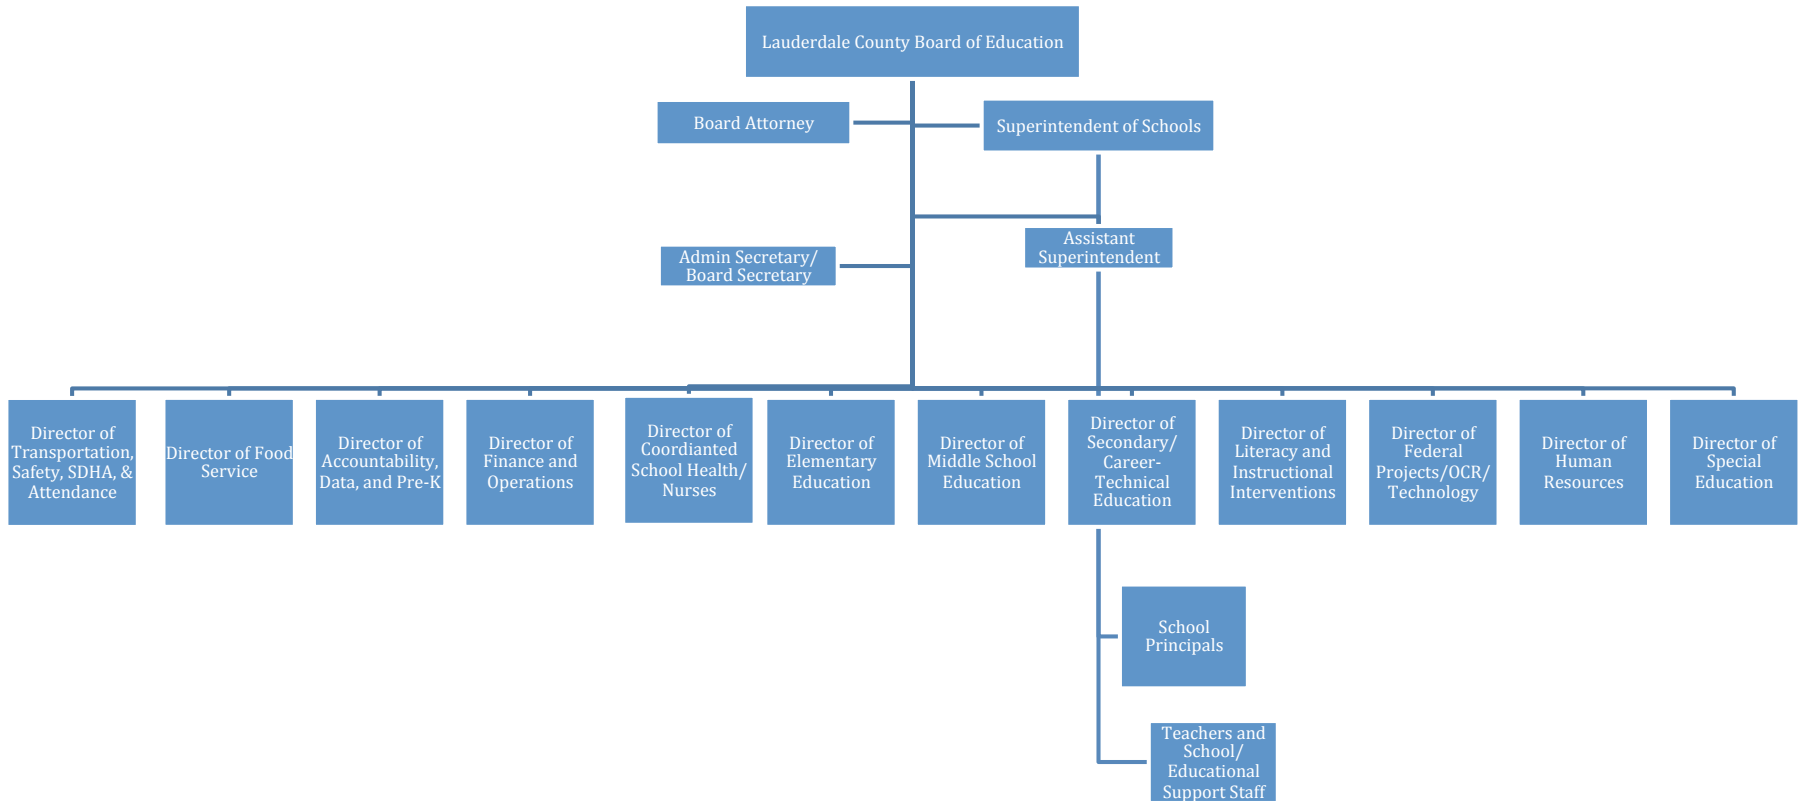 Lauderdale County Board of Education
Board Attorney
Superintendent of Schools
Admin Secretary/
Board Secretary
Assistant
Superintendent
Director of
Transportation,
Safety, SDHA, &
Attendance
Director of Food
Service
Director of
Accountability,
Data, and Pre-K
Director of
Finance and
Operations
Director of
Coordianted
School Health/
Nurses
Director of
Elementary
Education
Director of
Middle School
Education
Director of
Secondary/
Career-
Technical
Education
Director of
Literacy and
Instructional
Interventions
Director of
Federal
Projects/OCR/
Technology
Director of
Human
Resources
Director of
Special
Education
School
Principals
Teachers and
School/
Educational
Support Staff